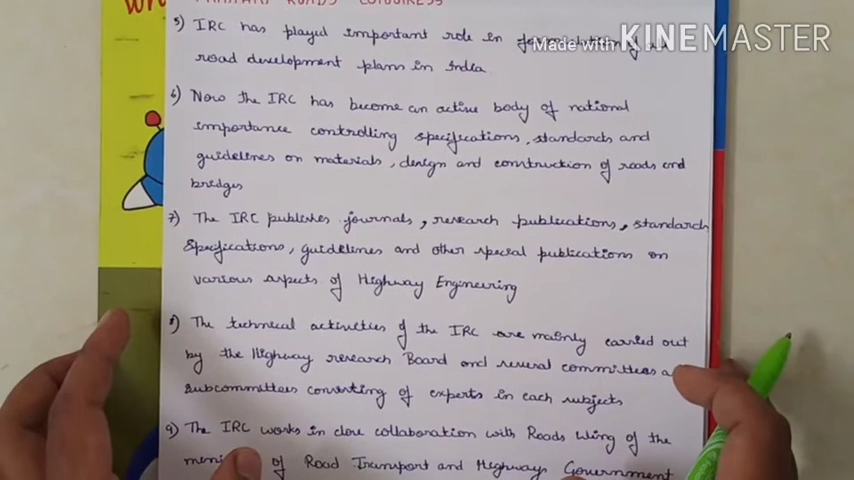 ROADS CONGRESS
Made with KINEMASTER
5) IRC has played important role in
road development plans in India
6) Now the IRC has become an active body of national
importance controlling specifications, standards and
guidelines on materials, design and construction of roads and
bridges
7) The IRC publishes journals, research publications, standards
specifications, guidelines and other special publications on
various aspects of Highway Engineering
8) The technical activities of the IRC are mainly carried out
by the Highway research Board and several committees
subcommittees consisting of experts in each subjects
9) The IRC works in close collaboration with Roads Wing of the
of Road Transport and Highways Government